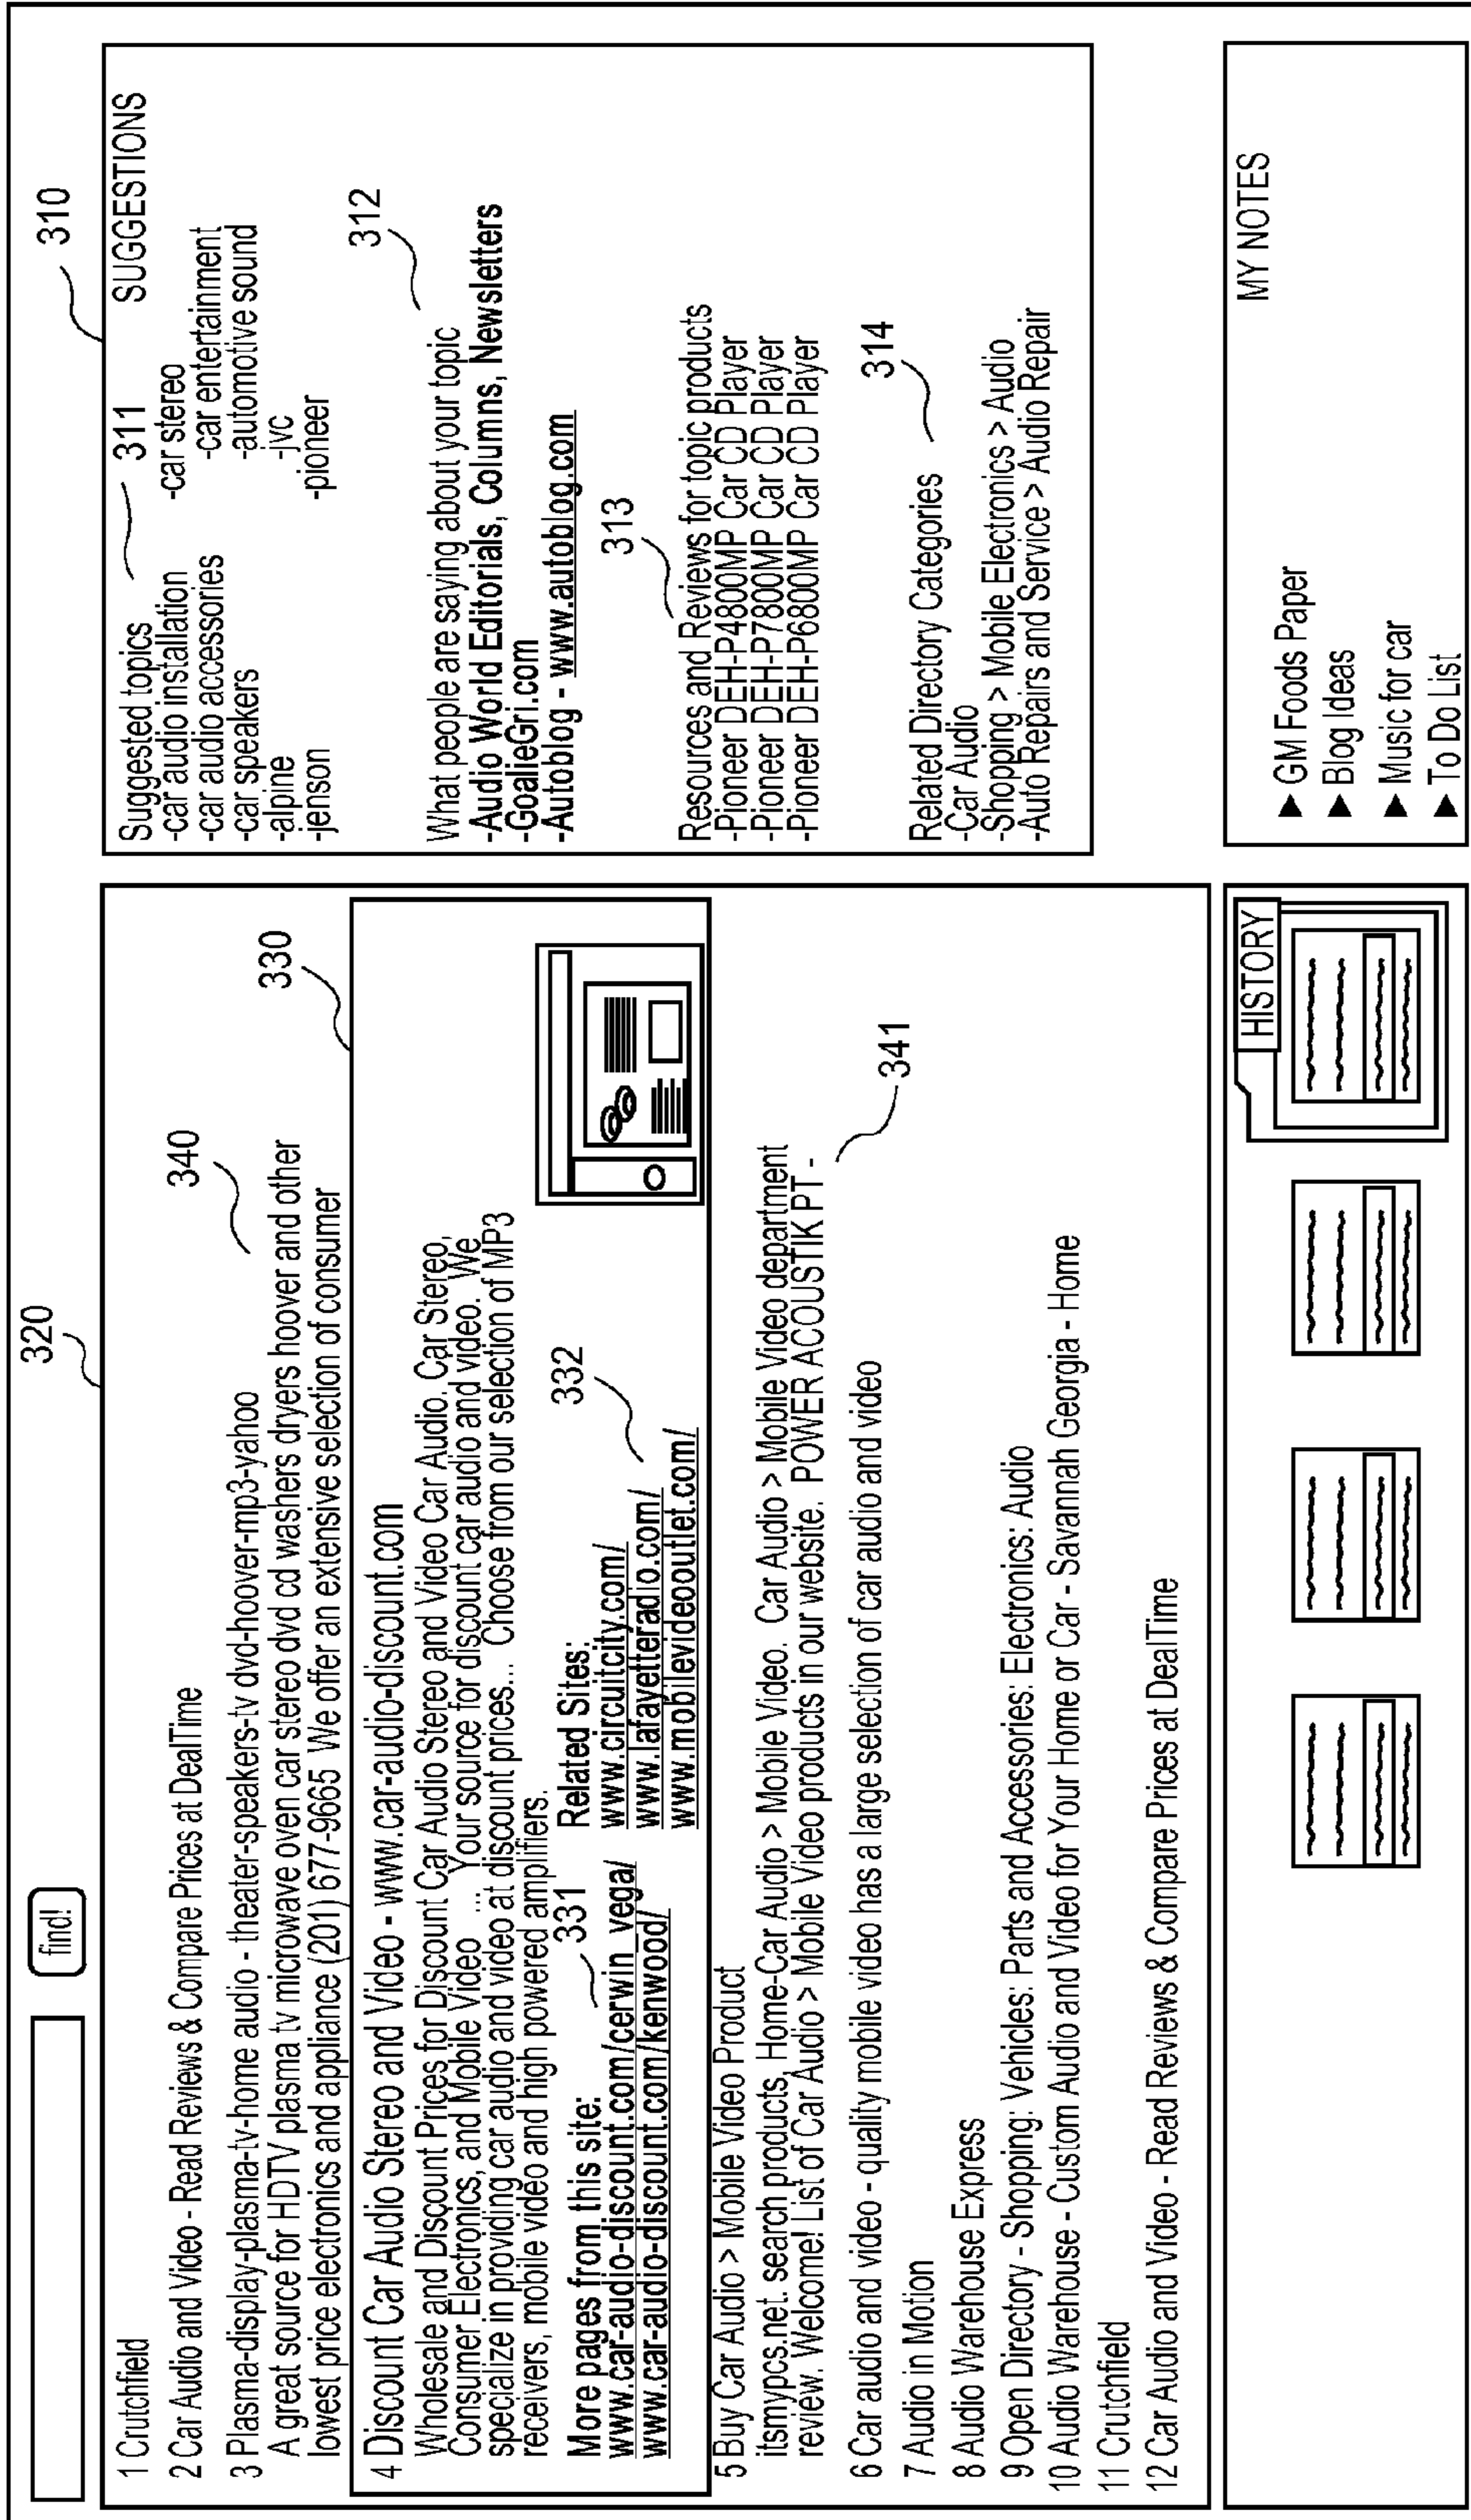 find!
320
1 Crutchfield
2 Car Audio and Video - Read Reviews & Compare Prices at DealTime
340
3 Plasma-display-plasma-tv-home audio - theater-speakers-tv dvd-hoover-mp3-yahoo
A great source for HDTV plasma tv microwave oven car stereo dvd cd washers dryers hoover and other
lowest price electronics and appliance (201) 677-9665 We offer an extensive selection of consumer
330
4 Discount Car Audio Stereo and Video - www.car-audio-discount.com
Wholesale and Discount Prices for Discount Car Audio Stereo and Video Car Audio, Car Stereo,
Consumer Electronics, and Mobile Video ... Your source for discount car audio and video. We
specialize in providing car audio and video at discount prices... Choose from our selection of MP3
receivers, mobile video and high powered amplifiers.
More pages from this site:
331
www.car-audio-discount.com/cerwin_vega/
www.car-audio-discount.com/kenwood/
Related Sites:
332
www.circuitcity.com/
www.lafayetteradio.com/
www.mobilevideooutlet.com/
5 Buy Car Audio > Mobile Video Product
itsmypcs.net. search products, Home-Car Audio > Mobile Video. Car Audio > Mobile Video department
review. Welcome! List of Car Audio > Mobile Video products in our website. POWER ACOUSTIK PT -
341
6 Car audio and video - quality mobile video has a large selection of car audio and video
7 Audio in Motion
8 Audio Warehouse Express
9 Open Directory - Shopping: Vehicles: Parts and Accessories: Electronics: Audio
10 Audio Warehouse - Custom Audio and Video for Your Home or Car - Savannah Georgia - Home
11 Crutchfield
12 Car Audio and Video - Read Reviews & Compare Prices at DealTime
310
SUGGESTIONS
311
Suggested topics
-car audio installation
-car audio accessories
-car speakers
-alpine
-jenson
-car stereo
-car entertainment
-automotive sound
-jvc
-pioneer
312
What people are saying about your topic
-Audio World Editorials, Columns, Newsletters
-GoalieGri.com
-Autoblog - www.autoblog.com
313
Resources and Reviews for topic products
-Pioneer DEH-P4800MP Car CD Player
-Pioneer DEH-P7800MP Car CD Player
-Pioneer DEH-P6800MP Car CD Player
314
Related Directory Categories
-Car Audio
-Shopping > Mobile Electronics > Audio
-Auto Repairs and Service > Audio Repair
HISTORY
MY NOTES
▶ GM Foods Paper
▶ Blog Ideas
▶ Music for car
▶ To Do List